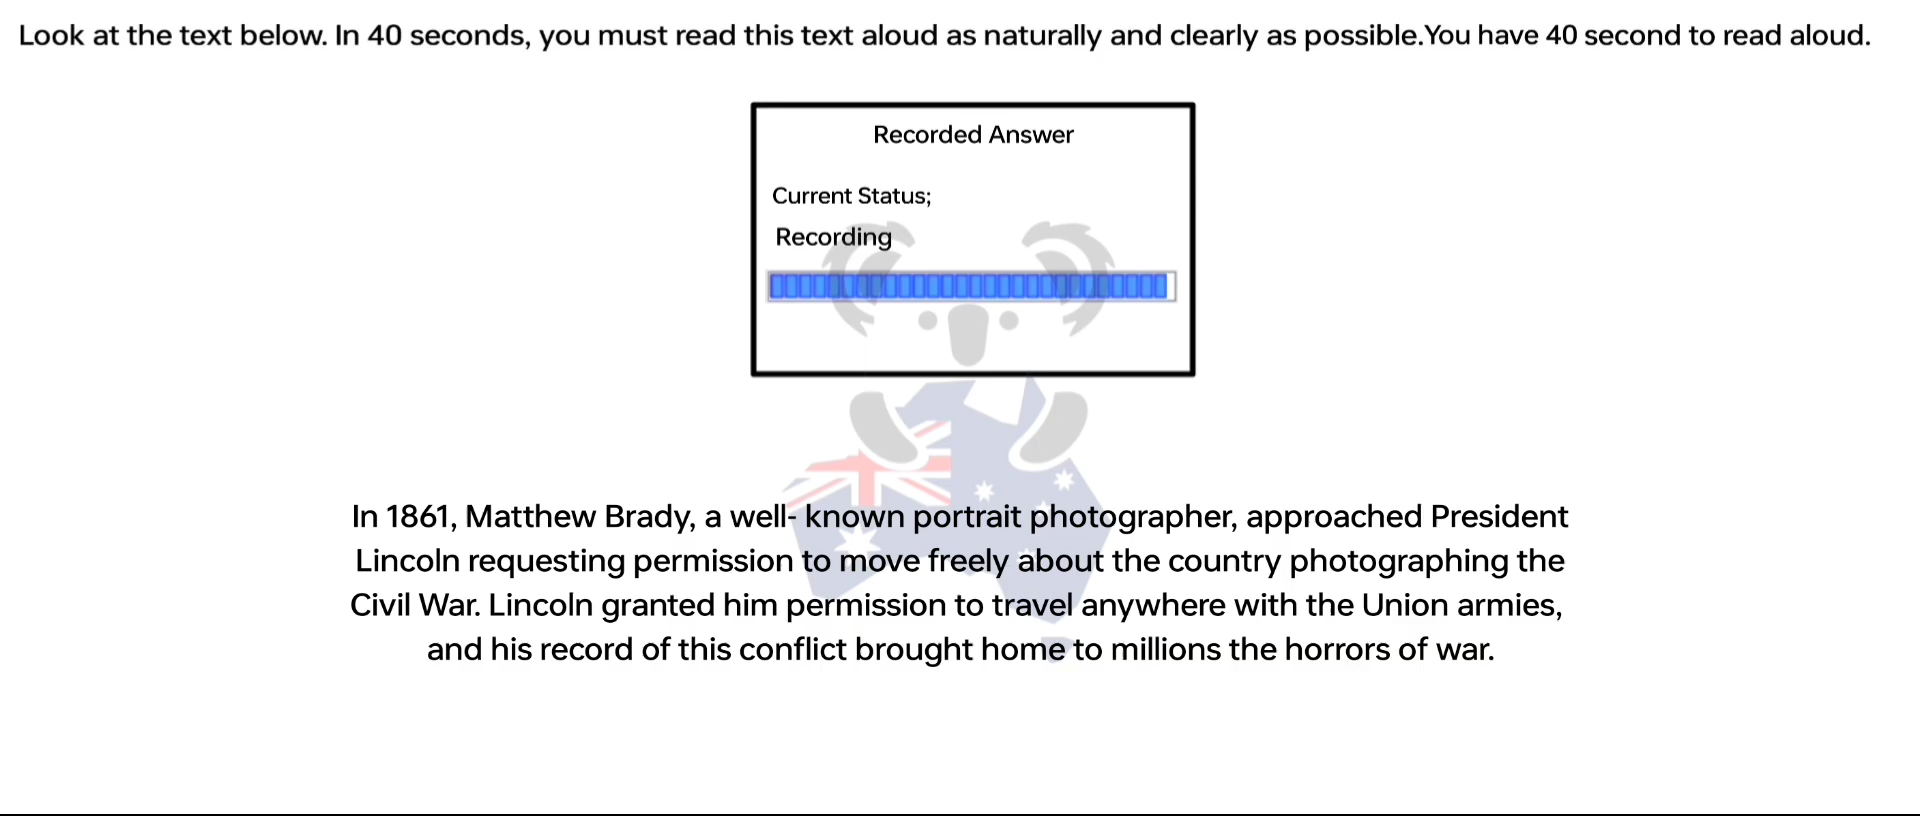 Look at the text below. In 40 seconds, you must read this text aloud as naturally and clearly as possible.You have 40 second to read aloud.
Recorded Answer
Current Status;
Recording
In 1861, Matthew Brady, a well- known portrait photographer, approached President
Lincoln requesting permission to move freely about the country photographing the
Civil War. Lincoln granted him permission to travel anywhere with the Union armies,
and his record of this conflict brought home to millions the horrors of war.